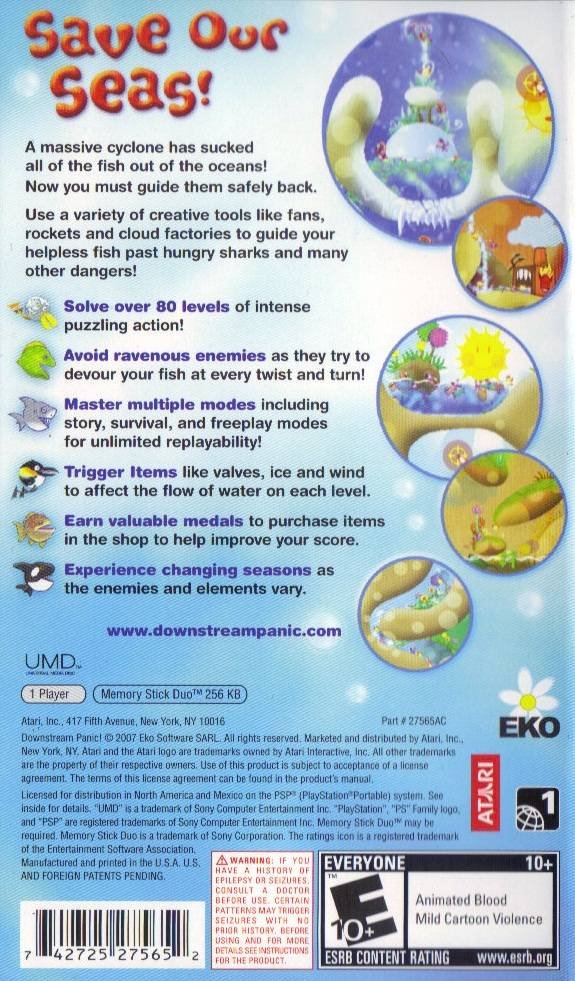 Save Our
Seas!
A massive cyclone has sucked
all of the fish out of the oceans!
Now you must guide them safely back.
Use a variety of creative tools like fans,
rockets and cloud factories to guide your
helpless fish past hungry sharks and many
other dangers!
Solve over 80 levels of intense
puzzling action!
Avoid ravenous enemies as they try to
devour your fish at every twist and turn!
Master multiple modes including
story, survival, and freeplay modes
for unlimited replayability!
Trigger Items like valves, ice and wind
to affect the flow of water on each level.
Earn valuable medals to purchase items
in the shop to help improve your score.
Experience changing seasons as
the enemies and elements vary.
www.downstreampanic.com
UMD™
UNIVERSAL MEDIA DISC
1 Player
Memory Stick Duo™ 256 KB
Atari, Inc., 417 Fifth Avenue, New York, NY 10016
Part # 27565AC
Downstream Panic! © 2007 Eko Software SARL. All rights reserved. Marketed and distributed by Atari, Inc.,
New York, NY. Atari and the Atari logo are trademarks owned by Atari Interactive, Inc. All other trademarks
are the property of their respective owners. Use of this product is subject to acceptance of a license
agreement. The terms of this license agreement can be found in the product's manual.
Licensed for distribution in North America and Mexico on the PSP® (PlayStation®Portable) system. See
inside for details. "UMD" is a trademark of Sony Computer Entertainment Inc. "PlayStation", "PS" Family logo,
and "PSP" are registered trademarks of Sony Computer Entertainment Inc. Memory Stick Duo™ may be
required. Memory Stick Duo is a trademark of Sony Corporation. The ratings icon is a registered trademark
of the Entertainment Software Association.
Manufactured and printed in the U.S.A. U.S.
AND FOREIGN PATENTS PENDING.
EKO
ATARI
1
WARNING: IF YOU
HAVE A HISTORY OF
EPILEPSY OR SEIZURES,
CONSULT A DOCTOR
BEFORE USE. CERTAIN
PATTERNS MAY TRIGGER
SEIZURES WITH NO
PRIOR HISTORY. BEFORE
USING AND FOR MORE
DETAILS SEE INSTRUCTIONS
FOR THE PRODUCT.
EVERYONE 10+
TM
E
10+
Animated Blood
Mild Cartoon Violence
ESRB CONTENT RATING www.esrb.org
7 42725 27565 2